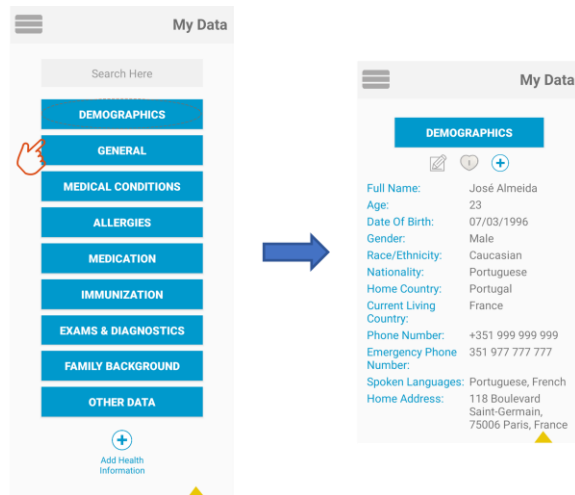 My Data
Search Here
DEMOGRAPHICS
GENERAL
MEDICAL CONDITIONS
ALLERGIES
MEDICATION
IMMUNIZATION
EXAMS & DIAGNOSTICS
FAMILY BACKGROUND
OTHER DATA
Add Health
Information
My Data
DEMOGRAPHICS
Full Name: José Almeida
Age: 23
Date Of Birth: 07/03/1996
Gender: Male
Race/Ethnicity: Caucasian
Nationality: Portuguese
Home Country: Portugal
Current Living France
Country:
Phone Number: +351 999 999 999
Emergency Phone 351 977 777 777
Number:
Spoken Languages: Portuguese, French
Home Address: 118 Boulevard
Saint-Germain,
75006 Paris, France